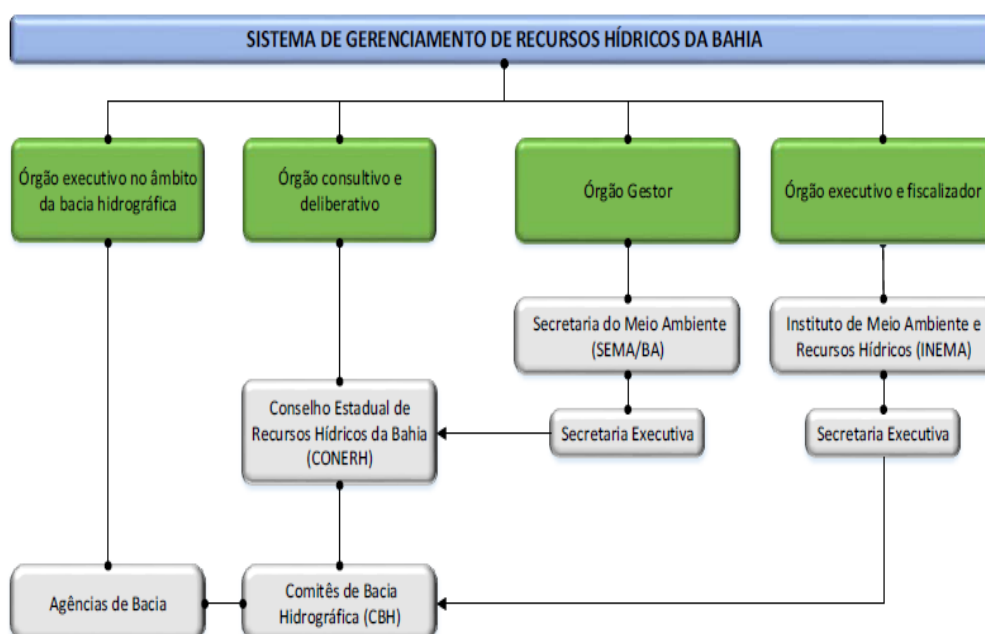 SISTEMA DE GERENCIAMENTO DE RECURSOS HÍDRICOS DA BAHIA
Órgão executivo no âmbito
da bacia hidrográfica
Órgão consultivo e
deliberativo
Órgão Gestor
Órgão executivo e fiscalizador
Secretaria do Meio Ambiente
(SEMA/BA)
Instituto de Meio Ambiente e
Recursos Hídricos (INEMA)
Conselho Estadual de
Recursos Hídricos da Bahia
(CONERH)
Secretaria Executiva
Secretaria Executiva
Agências de Bacia
Comitês de Bacia
Hidrográfica (CBH)